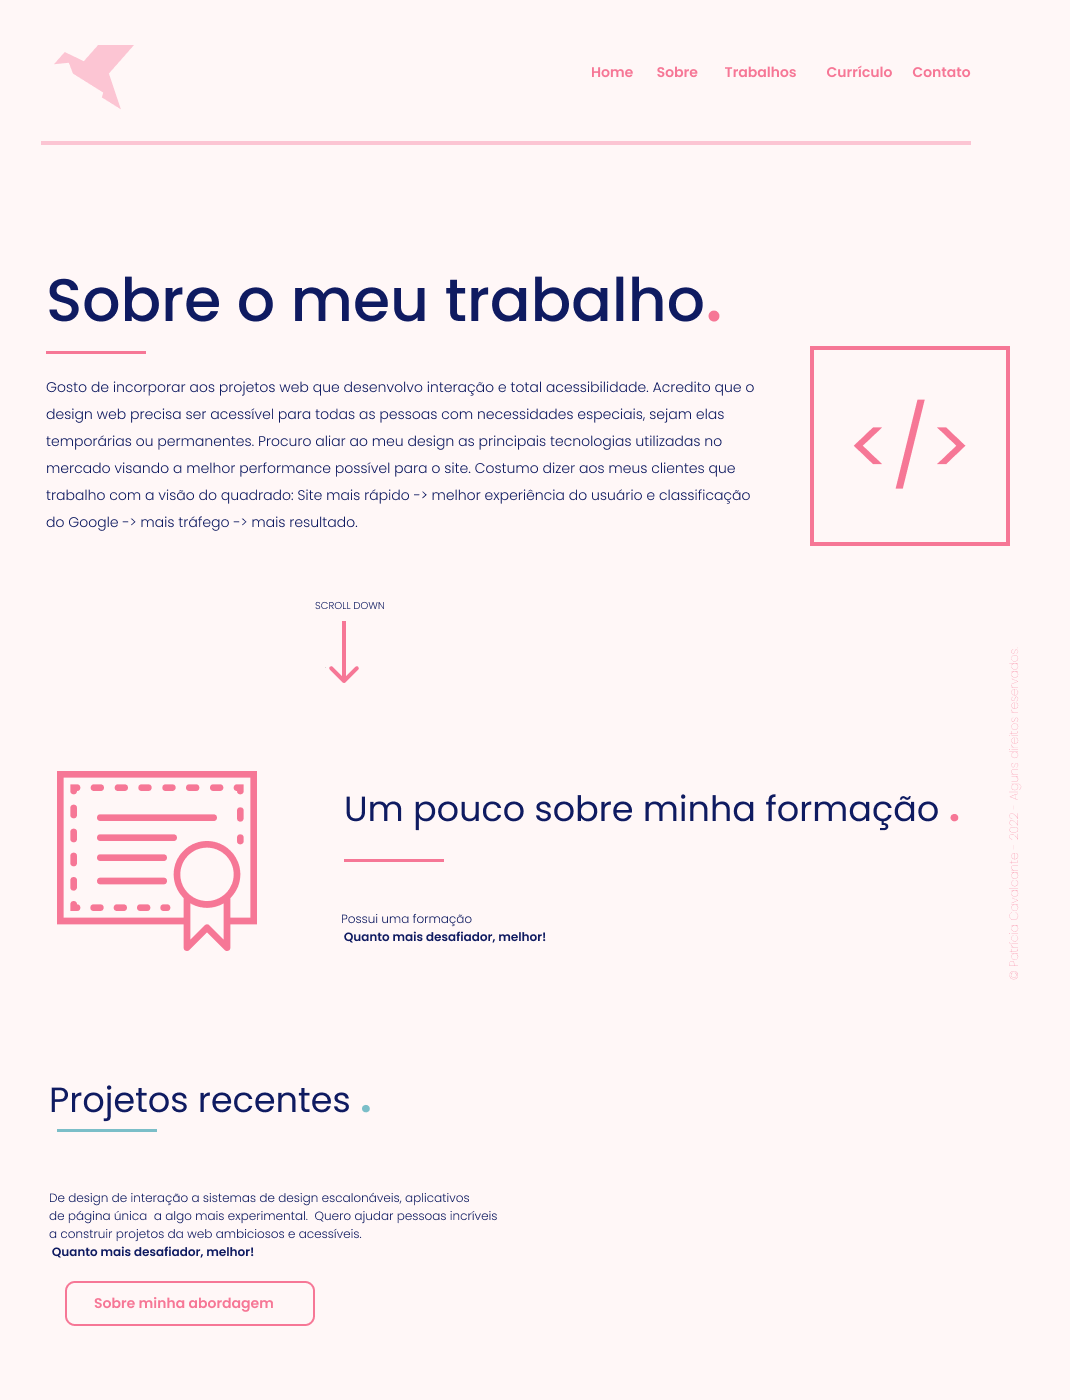 Home Sobre Trabalhos Currículo Contato
Sobre o meu trabalho.
Gosto de incorporar aos projetos web que desenvolvo interação e total acessibilidade. Acredito que o
design web precisa ser acessível para todas as pessoas com necessidades especiais, sejam elas
temporárias ou permanentes. Procuro aliar ao meu design as principais tecnologias utilizadas no
mercado visando a melhor performance possível para o site. Costumo dizer aos meus clientes que
trabalho com a visão do quadrado: Site mais rápido -> melhor experiência do usuário e classificação
do Google -> mais tráfego -> mais resultado.
</>
SCROLL DOWN
© Patrícia Cavalcante - 2022 - Alguns direitos reservados
Um pouco sobre minha formação .
Possui uma formação
Quanto mais desafiador, melhor!
Projetos recentes .
De design de interação a sistemas de design escalonáveis, aplicativos
de página única  a algo mais experimental.  Quero ajudar pessoas incríveis
a construir projetos da web ambiciosos e acessíveis.
Quanto mais desafiador, melhor!
Sobre minha abordagem